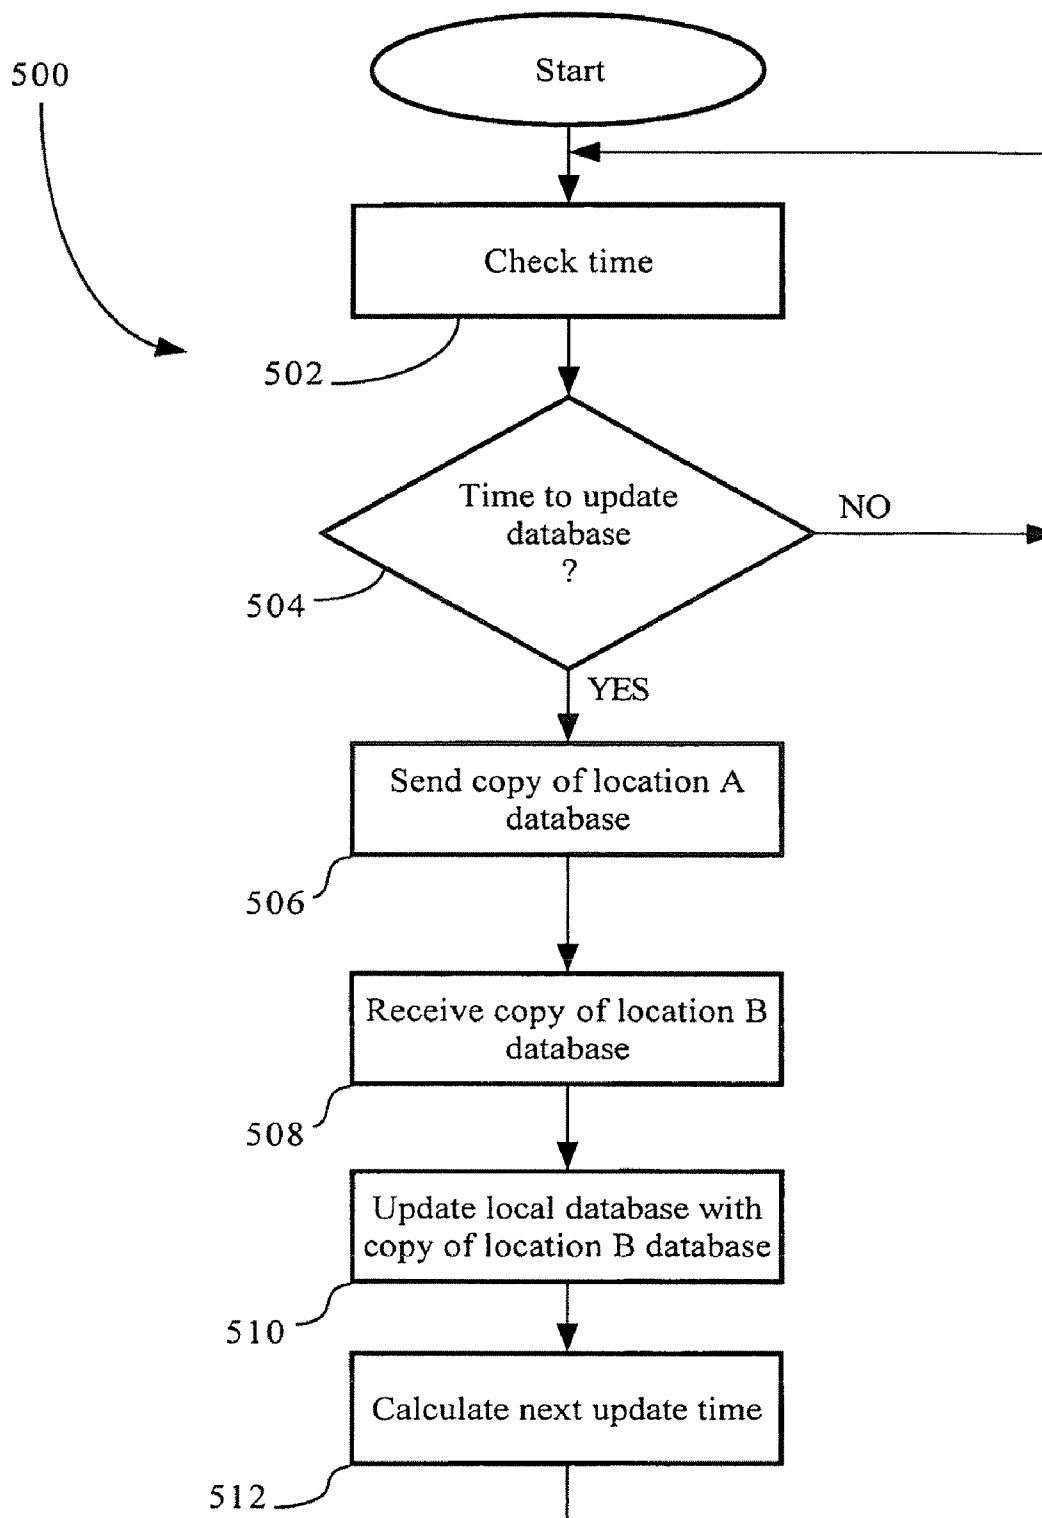 Start
500
Check time
502
Time to update
database
?
NO
504
YES
Send copy of location A
database
506
Receive copy of location B
database
508
Update local database with
copy of location B database
510
Calculate next update time
512